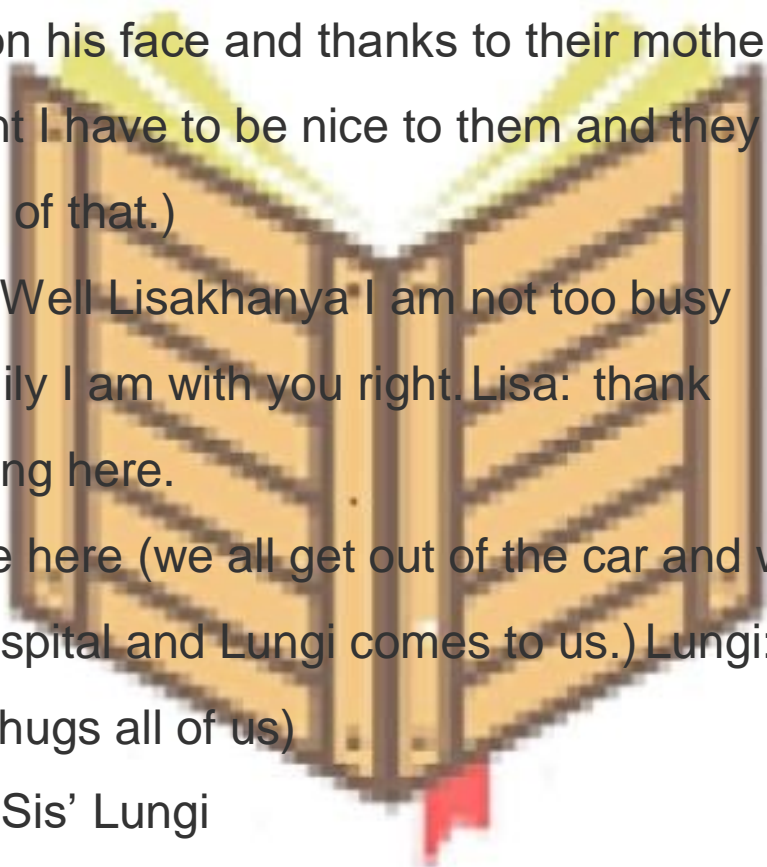 on his face and thanks to their mothe
nt I have to be nice to them and they
of that.)
Well Lisakhanya I am not too busy
ily I am with you right. Lisa: thank
ng here.
e here (we all get out of the car and w
spital and Lungi comes to us.) Lungi:
hugs all of us)
Sis’ Lungi